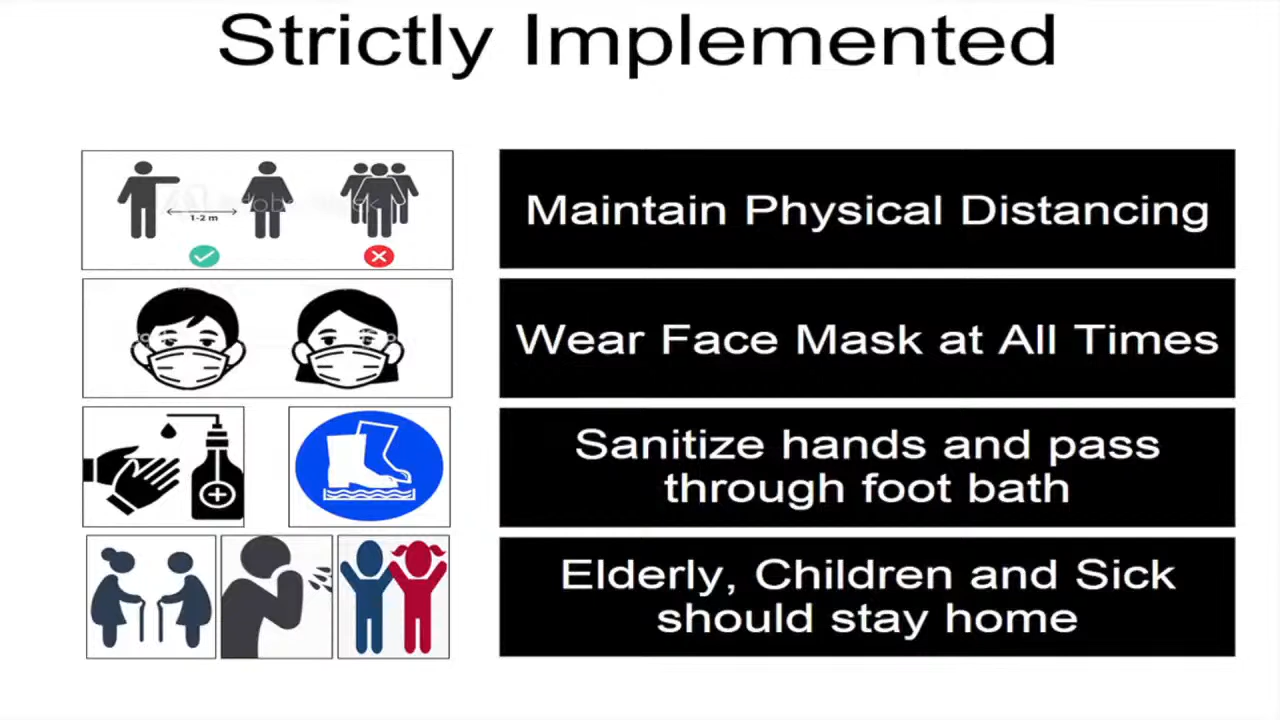 Strictly Implemented
1-2 m
Maintain Physical Distancing
Wear Face Mask at All Times
Sanitize hands and pass
through foot bath
Elderly, Children and Sick
should stay home